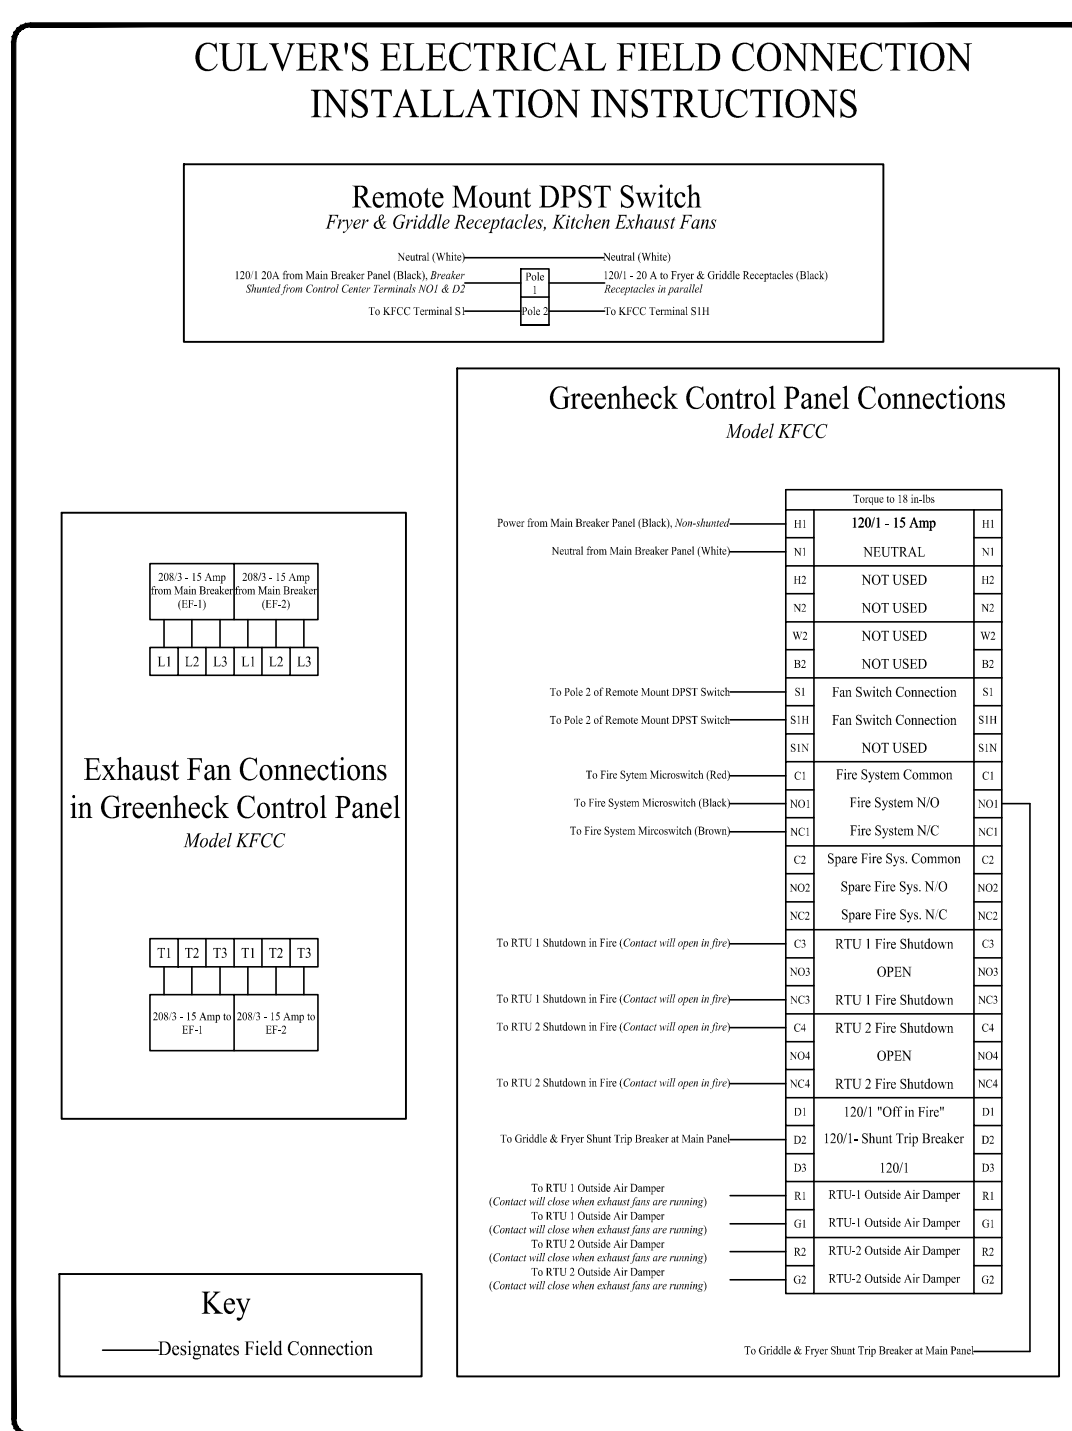 CULVER'S ELECTRICAL FIELD CONNECTION
INSTALLATION INSTRUCTIONS
Remote Mount DPST Switch
Fryer & Griddle Receptacles, Kitchen Exhaust Fans
Neutral (White)
Neutral (White)
120/1 20A from Main Breaker Panel (Black), Breaker
Shunted from Control Center Terminals NO1 & D2
Pole
1
120/1 - 20 A to Fryer & Griddle Receptacles (Black)
Receptacles in parallel
To KFCC Terminal S1
Pole 2
To KFCC Terminal S1H
208/3 - 15 Amp
from Main Breaker
(EF-1)
208/3 - 15 Amp
from Main Breaker
(EF-2)
L1 L2 L3 L1 L2 L3
Exhaust Fan Connections
in Greenheck Control Panel
Model KFCC
T1 T2 T3 T1 T2 T3
208/3 - 15 Amp to
EF-1
208/3 - 15 Amp to
EF-2
Key
Designates Field Connection
Greenheck Control Panel Connections
Model KFCC
Torque to 18 in-lbs
Power from Main Breaker Panel (Black), Non-shunted H1 120/1 - 15 Amp H1
Neutral from Main Breaker Panel (White) N1 NEUTRAL N1
H2 NOT USED H2
N2 NOT USED N2
W2 NOT USED W2
B2 NOT USED B2
To Pole 2 of Remote Mount DPST Switch S1 Fan Switch Connection S1
To Pole 2 of Remote Mount DPST Switch S1H Fan Switch Connection S1H
S1N NOT USED S1N
To Fire Sytem Microswitch (Red) C1 Fire System Common C1
To Fire System Microswitch (Black) NO1 Fire System N/O NO1
To Fire System Mircoswitch (Brown) NC1 Fire System N/C NC1
C2 Spare Fire Sys. Common C2
NO2 Spare Fire Sys. N/O NO2
NC2 Spare Fire Sys. N/C NC2
To RTU 1 Shutdown in Fire (Contact will open in fire) C3 RTU 1 Fire Shutdown C3
NO3 OPEN NO3
To RTU 1 Shutdown in Fire (Contact will open in fire) NC3 RTU 1 Fire Shutdown NC3
To RTU 2 Shutdown in Fire (Contact will open in fire) C4 RTU 2 Fire Shutdown C4
NO4 OPEN NO4
To RTU 2 Shutdown in Fire (Contact will open in fire) NC4 RTU 2 Fire Shutdown NC4
D1 120/1 "Off in Fire" D1
To Griddle & Fryer Shunt Trip Breaker at Main Panel D2 120/1- Shunt Trip Breaker D2
D3 120/1 D3
To RTU 1 Outside Air Damper
(Contact will close when exhaust fans are running) R1 RTU-1 Outside Air Damper R1
To RTU 1 Outside Air Damper
(Contact will close when exhaust fans are running) G1 RTU-1 Outside Air Damper G1
To RTU 2 Outside Air Damper
(Contact will close when exhaust fans are running) R2 RTU-2 Outside Air Damper R2
To RTU 2 Outside Air Damper
(Contact will close when exhaust fans are running) G2 RTU-2 Outside Air Damper G2
To Griddle & Fryer Shunt Trip Breaker at Main Panel